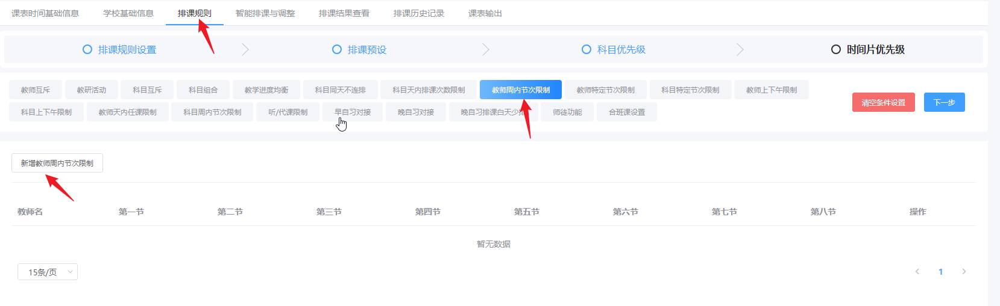 课表时间基础信息 学校基础信息 排课规则 智能排课与调整 排课结果查看 排课历史记录 课表输出
排课规则设置 排课预设 科目优先级 时间片优先级
教师互斥 教研活动 科目互斥 科目组合 教学进度均衡 科目同天不连排 科目天内排课次数限制 教师周内节次限制 教师特定节次限制 科目特定节次限制 教师上下午限制
科目上下午限制 教师天内任课限制 科目周内节次限制 听/代课限制 早自习对接 晚自习对接 晚自习排课白天少排 师徒功能 合班课设置
清空条件设置 下一步
新增教师周内节次限制
教师名 第一节 第二节 第三节 第四节 第五节 第六节 第七节 第八节 操作
暂无数据
15条/页 1